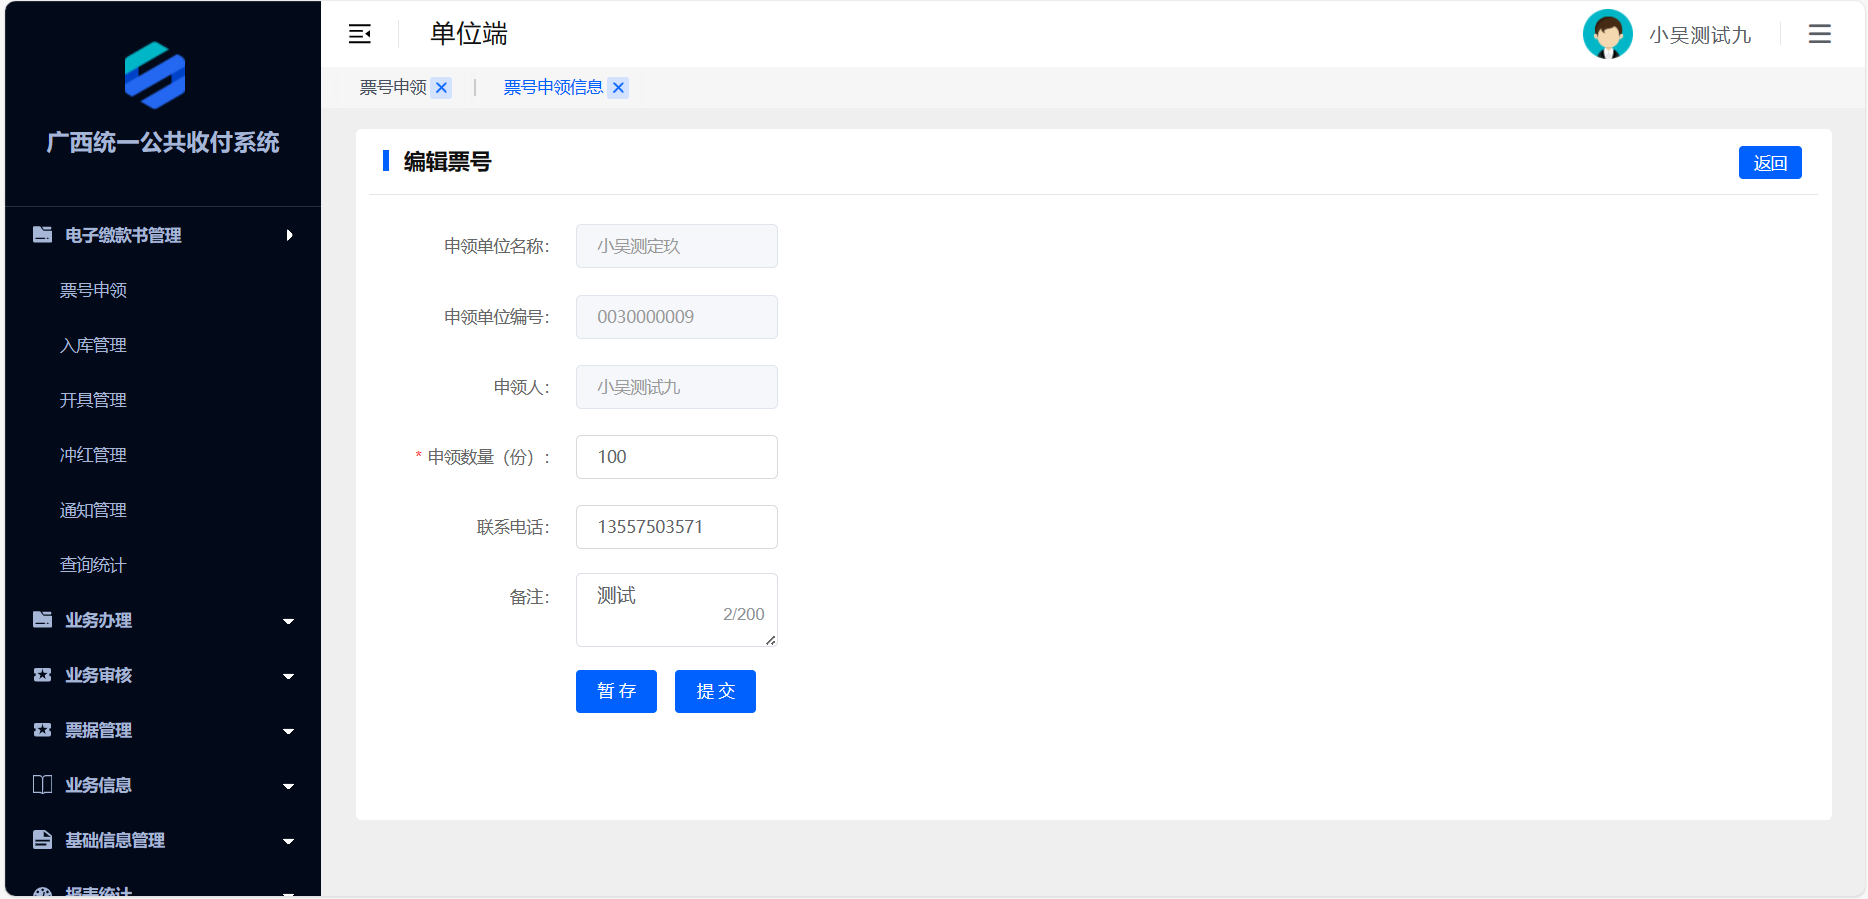 广西统一公共收付系统
电子缴款书管理
票号申领
入库管理
开具管理
冲红管理
通知管理
查询统计
业务办理
业务审核
票据管理
业务信息
基础信息管理
报表统计
单位端
小吴测试九
票号申领
票号申领信息
编辑票号
返回
申领单位名称：
小吴测定玖
申领单位编号：
0030000009
申领人：
小吴测试九
* 申领数量（份）：
100
联系电话：
13557503571
备注：
测试
2/200
暂存
提交